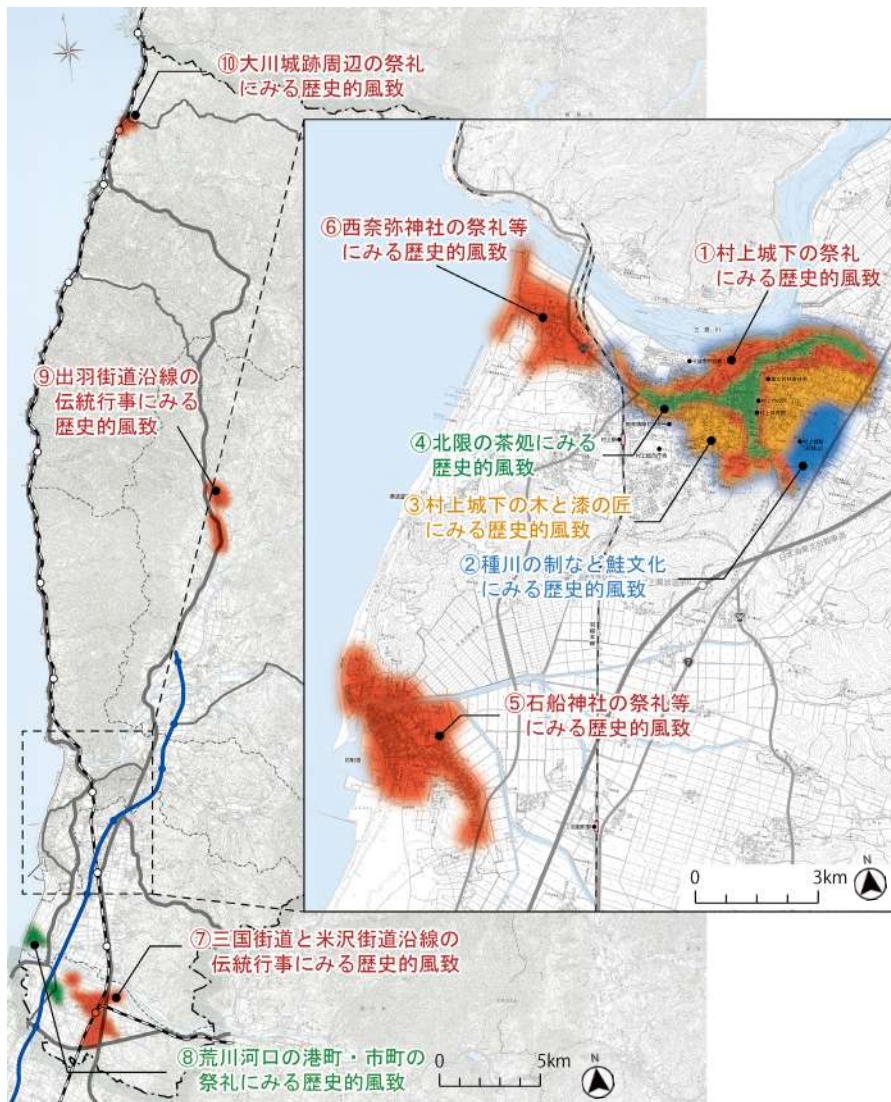 ⑩大川城跡周辺の祭礼
にみる歴史的風致
⑥西奈弥神社の祭礼等
にみる歴史的風致
①村上城下の祭礼
にみる歴史的風致
⑨出羽街道沿線の
伝統行事にみる
歴史的風致
④北限の茶処にみる
歴史的風致
③村上城下の木と漆の匠
にみる歴史的風致
②種川の制など鮭文化
にみる歴史的風致
⑤石船神社の祭礼等
にみる歴史的風致
0
3km
N
⑦三国街道と米沢街道沿線の
伝統行事にみる歴史的風致
⑧荒川河口の港町・市町の
祭礼にみる歴史的風致
0
5km
N